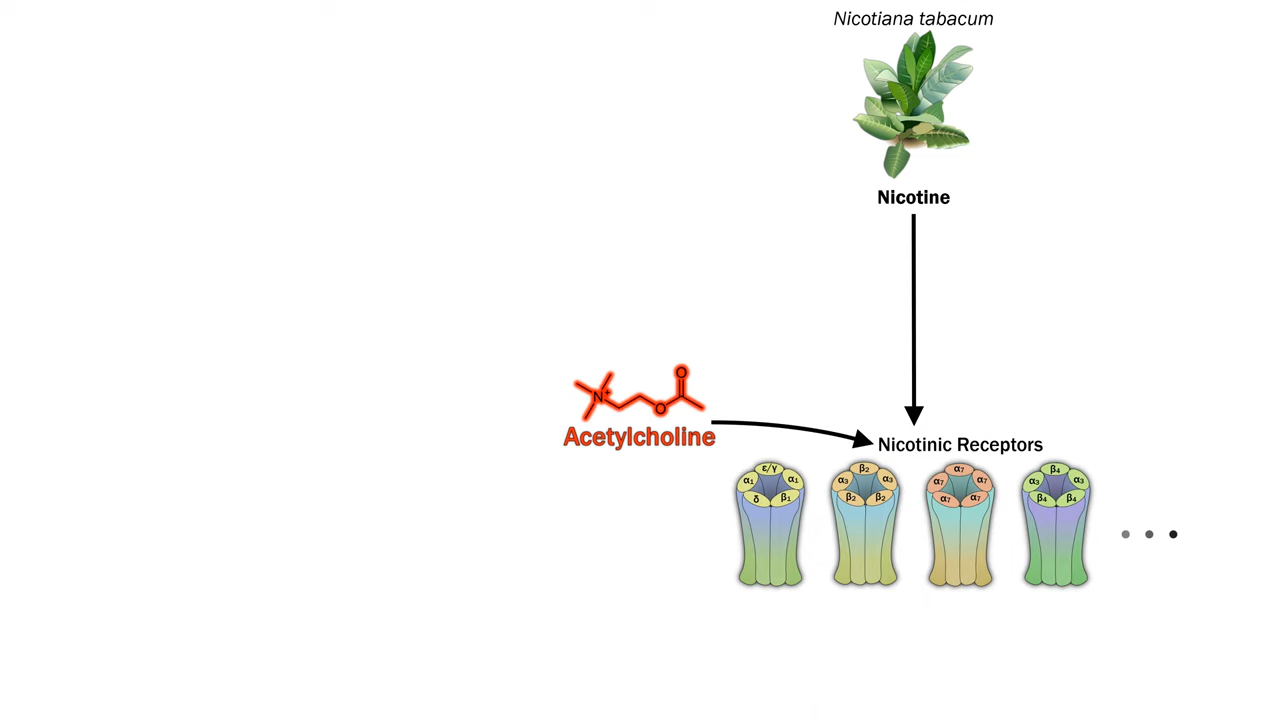 Nicotiana tabacum
Nicotine
O
N+
O
Acetylcholine
Nicotinic Receptors
ε/γ
α₁ α₁
δ β₁
β₂
α₃ α₃
β₂ β₂
α₇
α₇ α₇
α₇ α₇
β₄
α₃ α₃
β₄ β₄